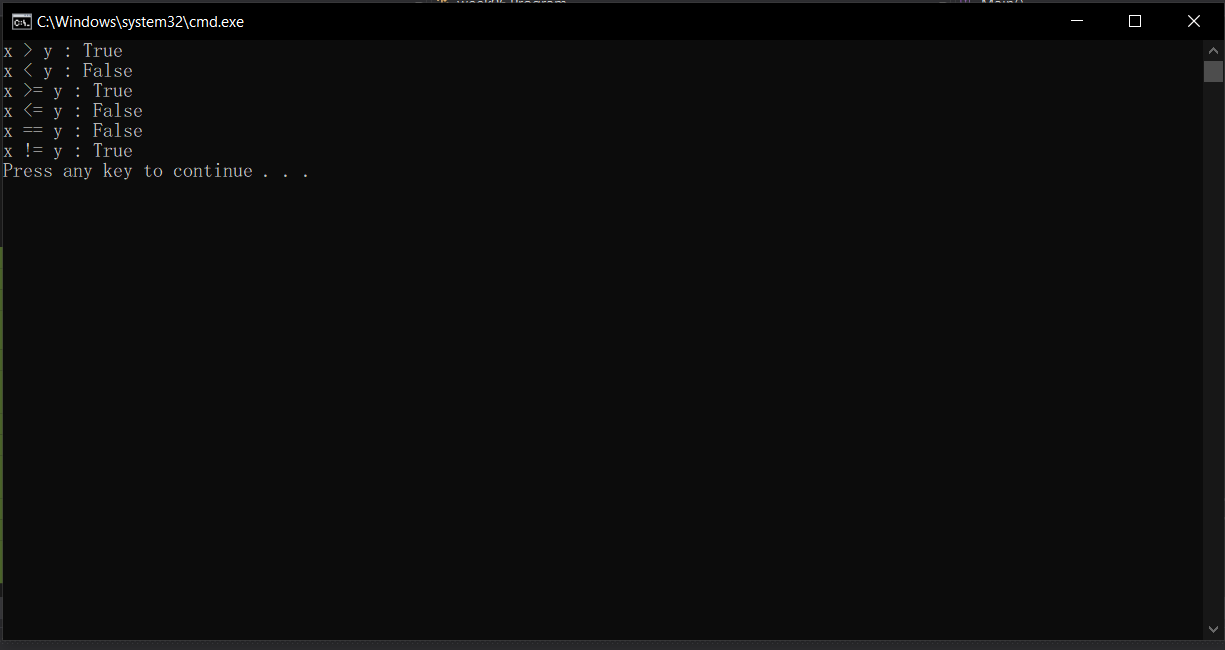 C:\Windows\system32\cmd.exe
x > y : True
x < y : False
x >= y : True
x <= y : False
x == y : False
x != y : True
Press any key to continue . . .